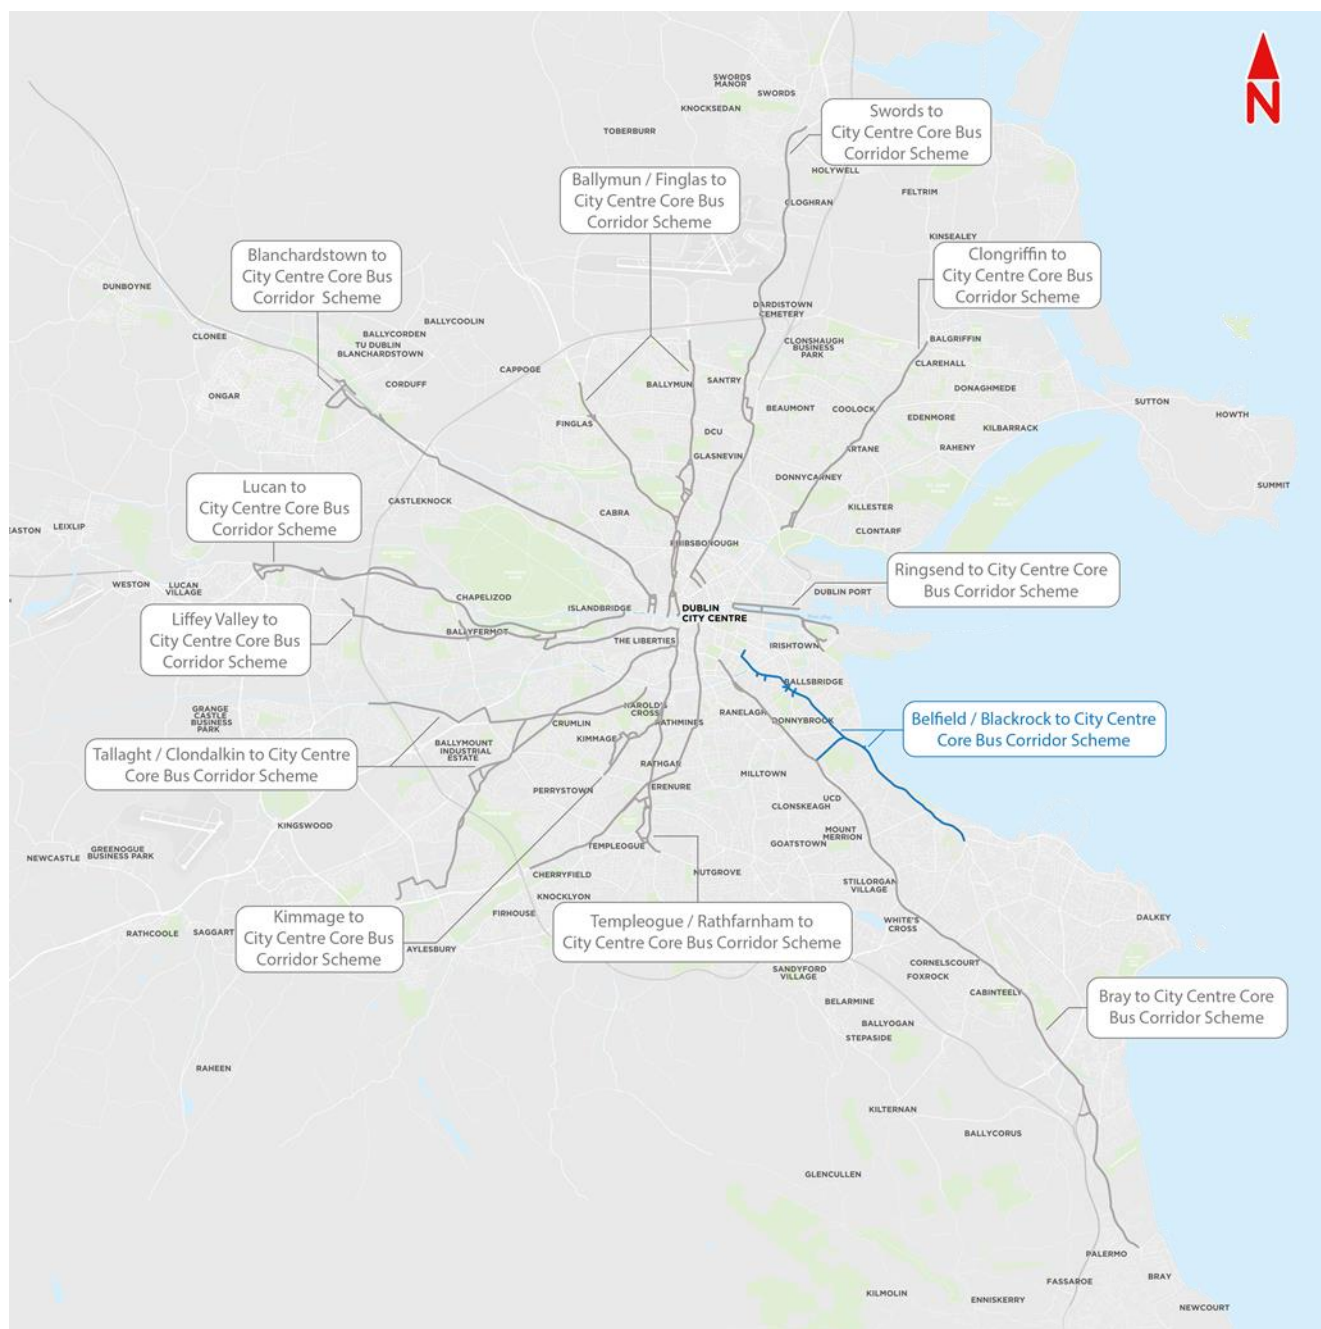 SWORDS
MANOR
SWORDS
KNOCKSEDAN
TOBERBURR
N
Swords to
City Centre Core Bus
Corridor Scheme
HOLYWELL
FELTRIM
CLOGHRAN
KINSEALY
Ballymun / Finglas to
City Centre Core Bus
Corridor Scheme
Clongriffin to
City Centre Core Bus
Corridor Scheme
Blanchardstown to
City Centre Core Bus
Corridor Scheme
DUNBOYNE
CLONEE
BALLYCOOLIN
BALLYCORDEN
TU DUBLIN
BLANCHARDSTOWN
CORDUFF
ONGAR
CAPPOGE
DARDISTOWN
CEMETERY
CLONSHAUGH
BUSINESS
PARK
BALGRIFFIN
CLAREHALL
DONAGHMEDE
BALLYMUN
SANTRY
BEAUMONT
COOLOCK
EDENMORE
KILBARRACK
SUTTON
HOWTH
FINGLAS
DCU
GLASNEVIN
ARTANE
RAHENY
DONNYCARNEY
SUMMIT
Lucan to
City Centre Core Bus
Corridor Scheme
CASTLEKNOCK
CABRA
KILLESTER
CLONTARF
EASTON
LEIXLIP
PHIBSBOROUGH
Ringsend to City Centre Core
Bus Corridor Scheme
WESTON
LUCAN
VILLAGE
CHAPELIZOD
ISLANDBRIDGE
DUBLIN
CITY CENTRE
DUBLIN PORT
Liffey Valley to
City Centre Core Bus
Corridor Scheme
BALLYFERMOT
THE LIBERTIES
IRISHTOWN
BALLSBRIDGE
GRANGE
CASTLE
BUSINESS
PARK
CRUMLIN
HAROLD'S
CROSS
RATHMINES
RANELAGH
DONNYBROOK
Belfield / Blackrock to City Centre
Core Bus Corridor Scheme
Tallaght / Clondalkin to City Centre
Core Bus Corridor Scheme
BALLYMOUNT
INDUSTRIAL
ESTATE
KIMMAGE
RATHGAR
MILLTOWN
PERRYSTOWN
TERENURE
UCD
CLONSKEAGH
KINGSWOOD
MOUNT
MERRION
GOATSTOWN
NEWCASTLE
GREENOGUE
BUSINESS PARK
TEMPLEOGUE
CHERRYFIELD
NUTGROVE
STILLORGAN
VILLAGE
KNOCKLYON
FIRHOUSE
Kimmage to
City Centre Core Bus
Corridor Scheme
Templeogue / Rathfarnham to
City Centre Core Bus Corridor Scheme
WHITE'S
CROSS
DALKEY
RATHCOOLE
SAGGART
AYLESBURY
SANDYFORD
VILLAGE
CORNELSCOURT
FOXROCK
CABINTEELY
BELARMINE
Bray to City Centre Core
Bus Corridor Scheme
BALLYOGAN
STEPASIDE
RAHEEN
KILTERNAN
BALLYCORUS
GLENCULLEN
PALERMO
FASSAROE
BRAY
KILMOLIN
ENNISKERRY
NEWCOURT